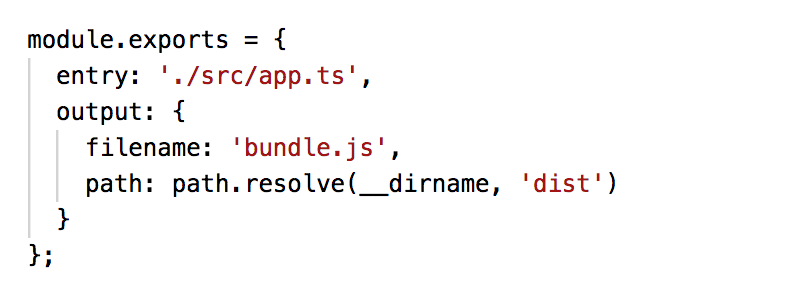 module.exports = {
  entry: './src/app.ts',
  output: {
    filename: 'bundle.js',
    path: path.resolve(__dirname, 'dist')
  }
};